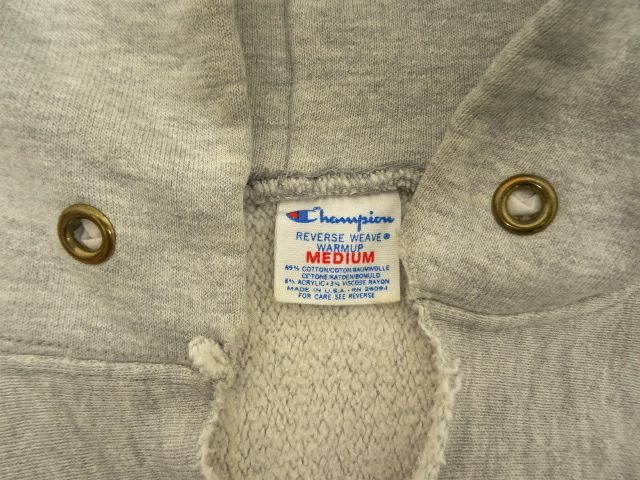 Champion
REVERSE WEAVE®
WARMUP
MEDIUM
89% COTTON/COTON/BAUMWOLLE
COTONE/KATOEN/BOMULD
8% ACRYLIC • 3% VISCOSE RAYON
MADE IN U.S.A. • RN 26094
FOR CARE SEE REVERSE